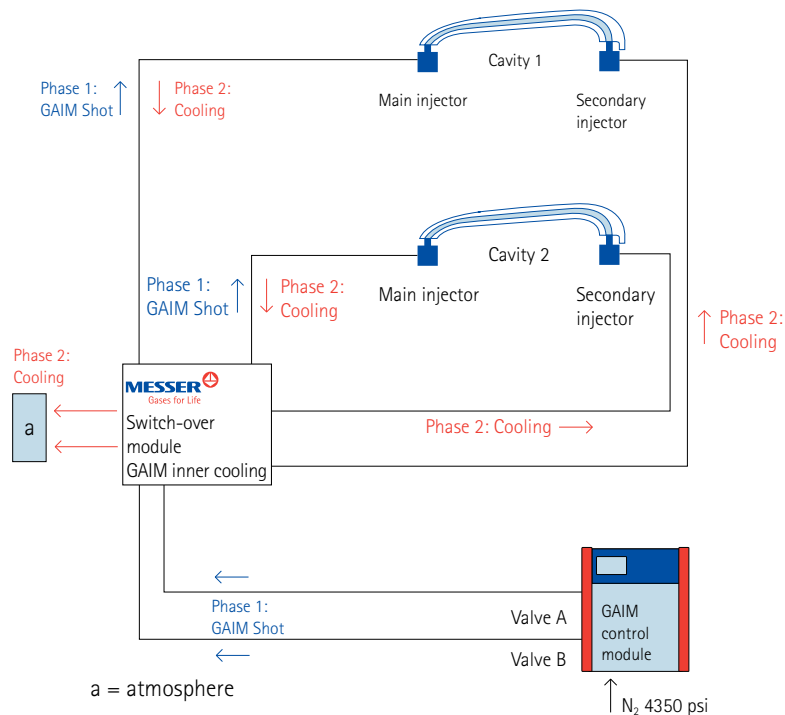 Phase 1:
GAIM Shot
Phase 2:
Cooling
Cavity 1
Main injector
Secondary
injector
Phase 1:
GAIM Shot
Phase 2:
Cooling
Cavity 2
Main injector
Secondary
injector
Phase 2:
Cooling
Phase 2:
Cooling
a
MESSER
Gases for Life
Switch-over
module
GAIM inner cooling
Phase 2: Cooling
Phase 1:
GAIM Shot
Valve A
Valve B
GAIM
control
module
a = atmosphere
N₂ 4350 psi